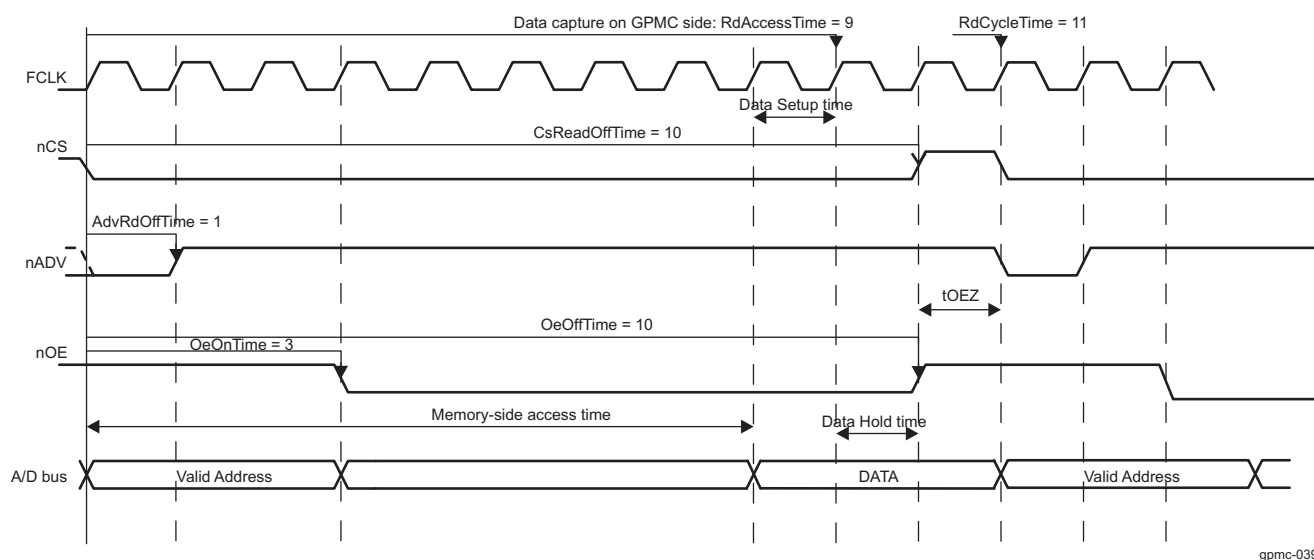 Data capture on GPMC side: RdAccessTime = 9
RdCycleTime = 11
FCLK
Data Setup time
CsReadOffTime = 10
nCS
AdvRdOffTime = 1
nADV
tOEZ
OeOffTime = 10
nOE
OeOnTime = 3
Memory-side access time
Data Hold time
A/D bus
Valid Address
DATA
Valid Address
gpmc-039